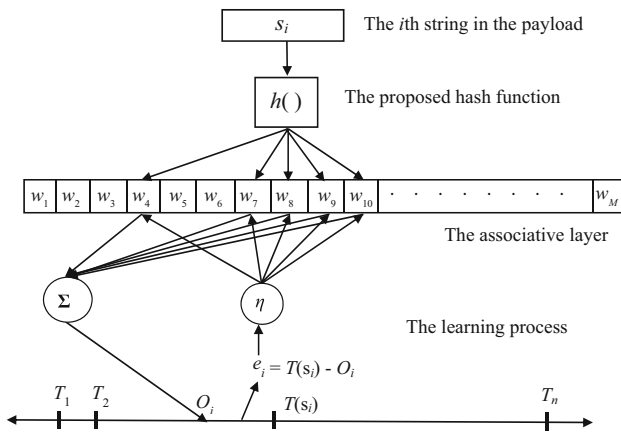 s_i The ith string in the payload
h( ) The proposed hash function
w_1 w_2 w_3 w_4 w_5 w_6 w_7 w_8 w_9 w_10 · · · · · · · · · w_M
The associative layer
Σ η
The learning process
e_i = T(s_i) - O_i
T_1 T_2 O_i T(s_i) T_n